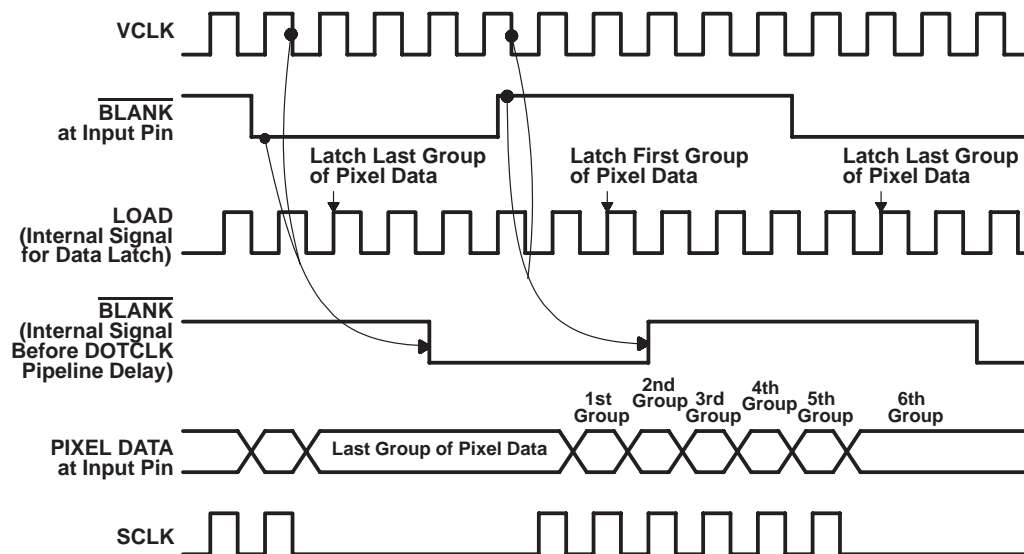 VCLK
BLANK
at Input Pin
Latch Last Group
of Pixel Data
Latch First Group
of Pixel Data
Latch Last Group
of Pixel Data
LOAD
(Internal Signal
for Data Latch)
BLANK
(Internal Signal
Before DOTCLK
Pipeline Delay)
1st
Group
2nd
Group
3rd
Group
4th
Group
5th
Group
6th
Group
PIXEL DATA
at Input Pin
Last Group of Pixel Data
SCLK